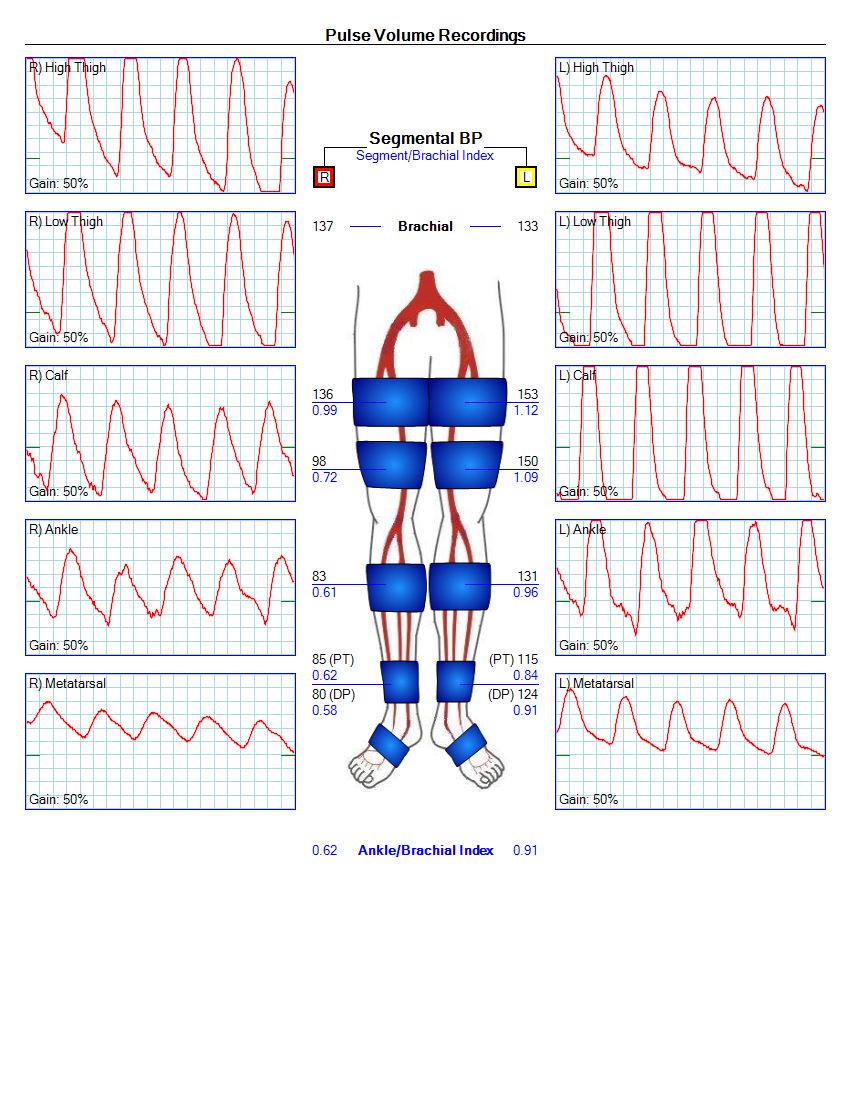 Pulse Volume Recordings
R) High Thigh
Gain: 50%
L) High Thigh
Gain: 50%
Segmental BP
Segment/Brachial Index
R
L
R) Low Thigh
Gain: 50%
137 Brachial 133
L) Low Thigh
Gain: 50%
R) Calf
Gain: 50%
136 153
0.99 1.12
98 150
0.72 1.09
L) Calf
Gain: 50%
R) Ankle
Gain: 50%
83 131
0.61 0.96
L) Ankle
Gain: 50%
85 (PT) (PT) 115
0.62 0.84
80 (DP) (DP) 124
0.58 0.91
R) Metatarsal
Gain: 50%
L) Metatarsal
Gain: 50%
0.62 Ankle/Brachial Index 0.91